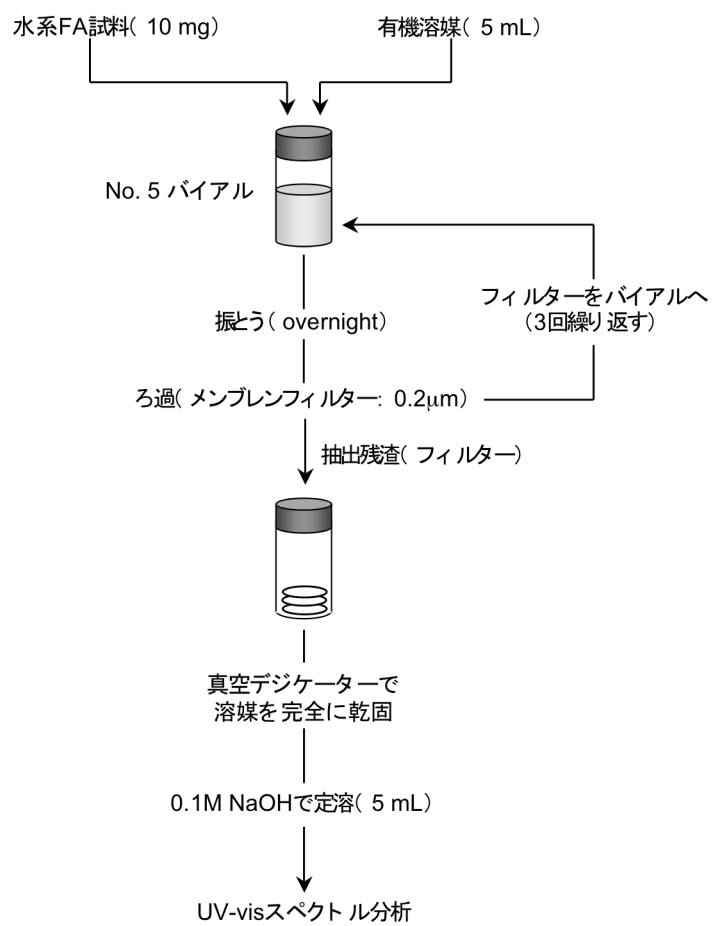 水系FA試料( 10 mg)
有機溶媒( 5 mL)
No. 5 バイアル
フィルターをバイアルへ
(3回繰り返す)
振とう( overnight)
ろ過( メンブレンフィルター: 0.2μm)
抽出残渣( フィルター)
真空デジケーターで
溶媒を完全に乾固
0.1M NaOHで定溶( 5 mL)
UV-visスペクトル分析